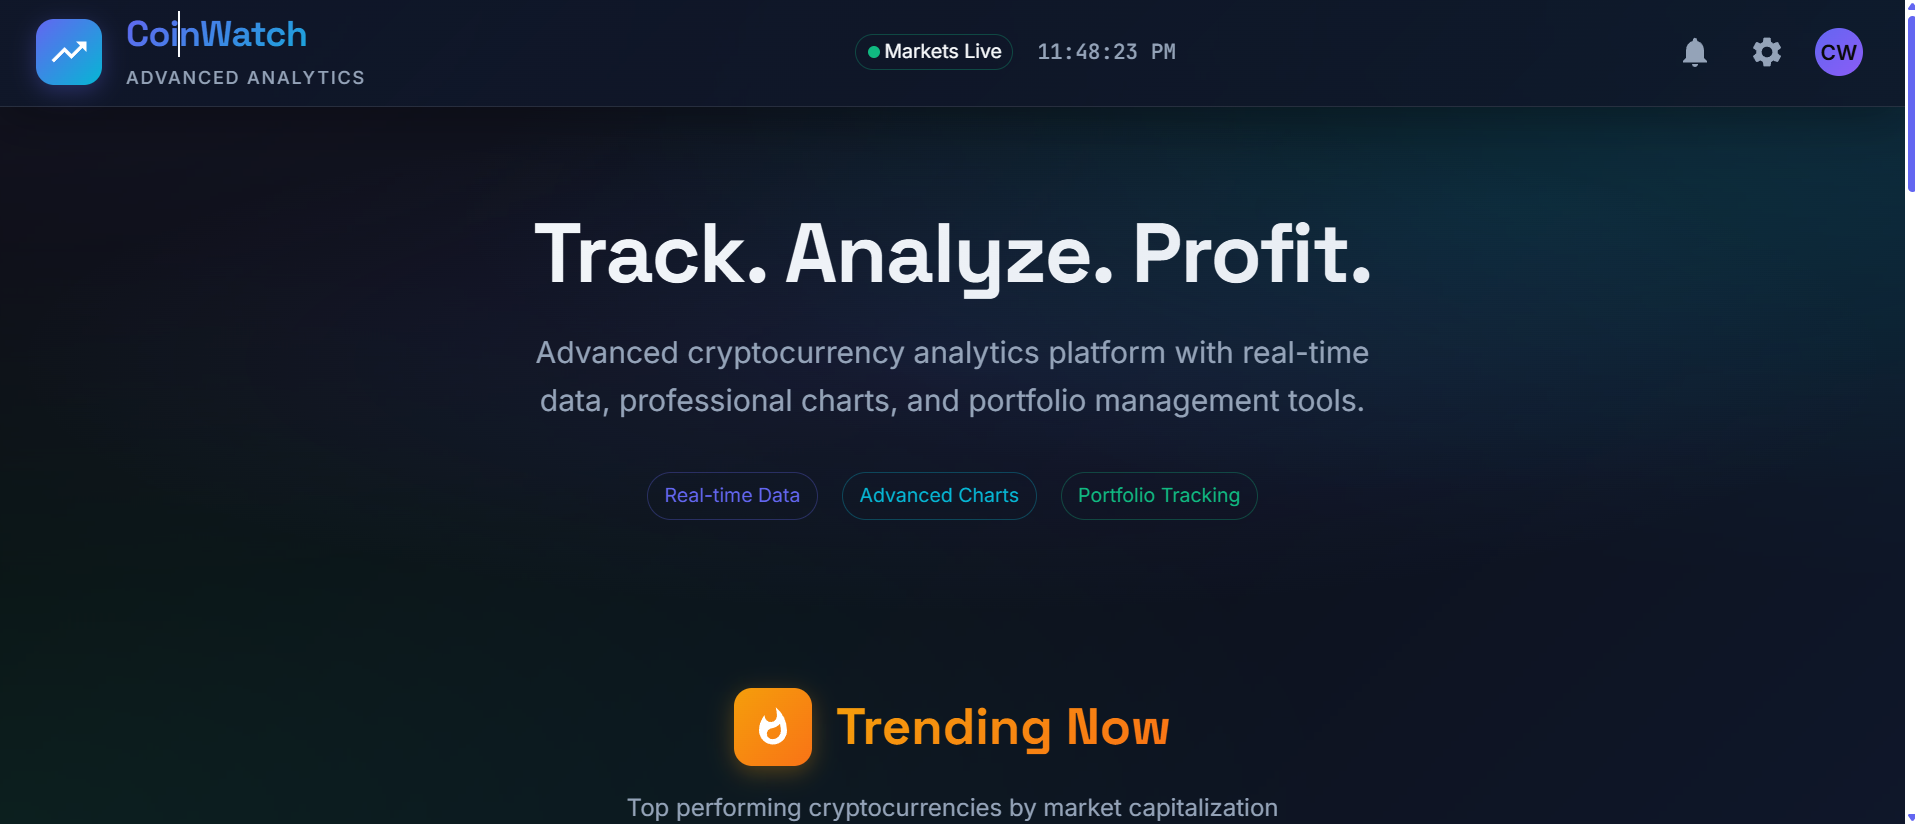 CoinWatch
ADVANCED ANALYTICS
Markets Live
11:48:23 PM
CW
Track. Analyze. Profit.
Advanced cryptocurrency analytics platform with real-time
data, professional charts, and portfolio management tools.
Real-time Data
Advanced Charts
Portfolio Tracking
Trending Now
Top performing cryptocurrencies by market capitalization